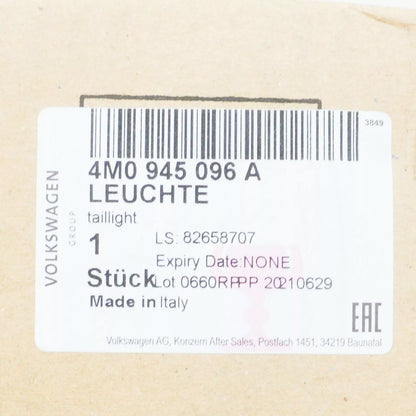 3849
4M0 945 096 A
LEUCHTE
taillight
1
LS: 82658707
Expiry Date:NONE
Stück Lot 0660RPPPP 20210629
Made in Italy
VOLKSWAGEN
GROUP
EAC
Volkswagen AG, Konzern After Sales, Postfach 1451, 34219 Baunatal